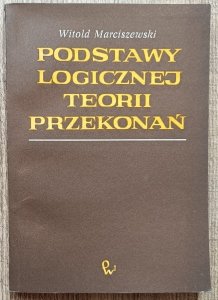 Witold Marciszewski
PODSTAWY
LOGICZNEJ
TEORII
PRZEKONAŃ